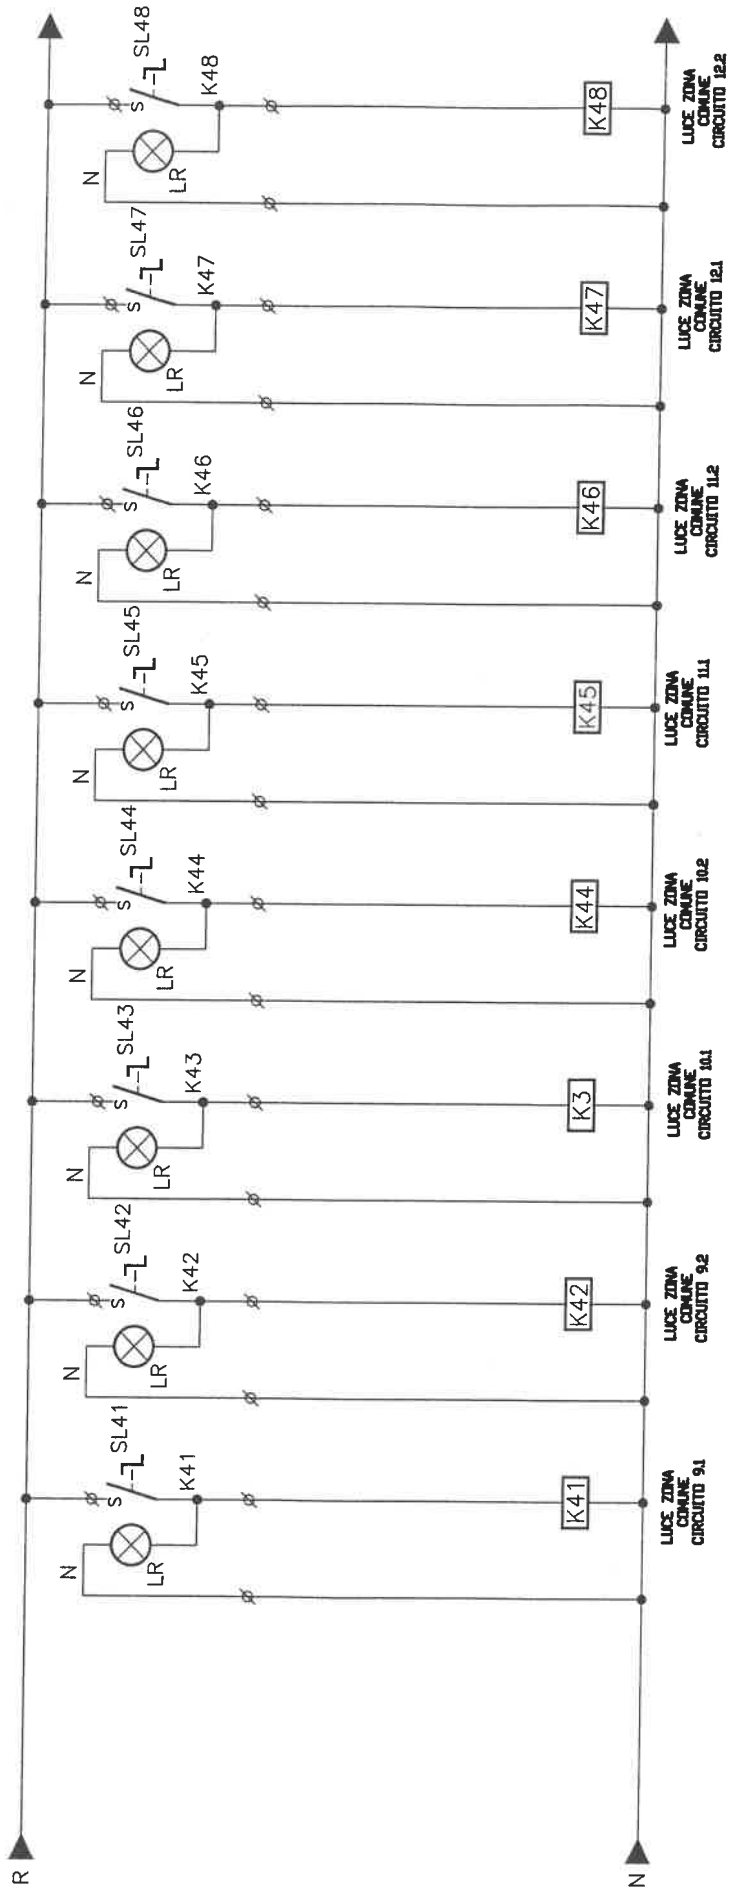 R
N
SL41
S
K41
LR
K41
LUCE ZONA
COMUNE
CIRCUITO 9.1
N
SL42
S
K42
LR
K42
LUCE ZONA
COMUNE
CIRCUITO 9.2
N
SL43
S
K43
LR
K3
LUCE ZONA
COMUNE
CIRCUITO 10.1
N
SL44
S
K44
LR
K44
LUCE ZONA
COMUNE
CIRCUITO 10.2
N
SL45
S
K45
LR
K45
LUCE ZONA
COMUNE
CIRCUITO 11.1
N
SL46
S
K46
LR
K46
LUCE ZONA
COMUNE
CIRCUITO 11.2
N
SL47
S
K47
LR
K47
LUCE ZONA
COMUNE
CIRCUITO 12.1
N
SL48
S
K48
LR
K48
LUCE ZONA
COMUNE
CIRCUITO 12.2
N